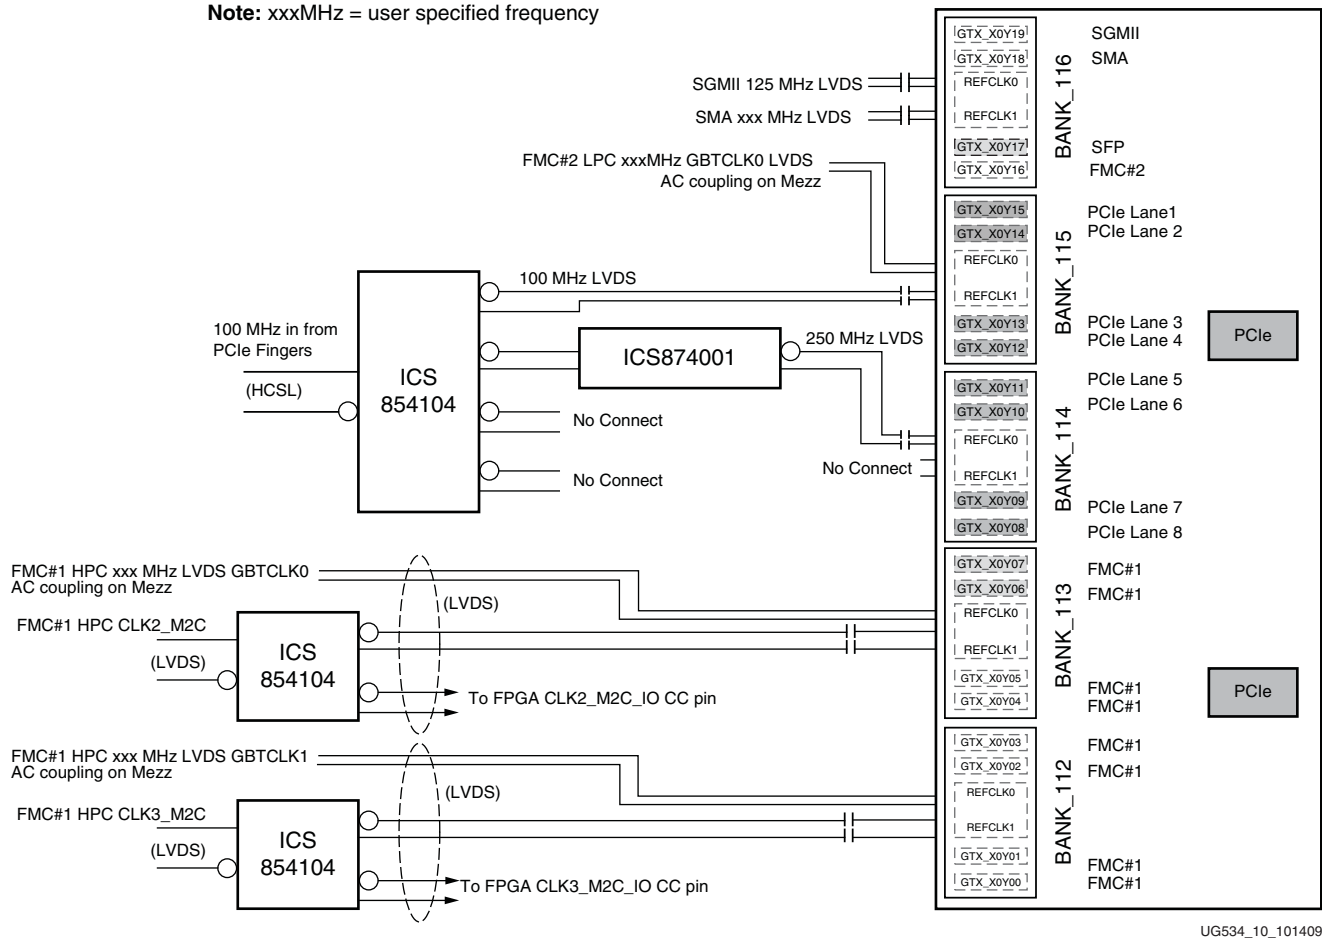 Note: xxxMHz = user specified frequency
SGMII 125 MHz LVDS
SMA xxx MHz LVDS
FMC#2 LPC xxxMHz GBTCLK0 LVDS
AC coupling on Mezz
100 MHz LVDS
100 MHz in from
PCIe Fingers
(HCSL)
ICS
854104
ICS874001
250 MHz LVDS
No Connect
No Connect
No Connect
FMC#1 HPC xxx MHz LVDS GBTCLK0
AC coupling on Mezz
(LVDS)
FMC#1 HPC CLK2_M2C
(LVDS)
ICS
854104
To FPGA CLK2_M2C_IO CC pin
FMC#1 HPC xxx MHz LVDS GBTCLK1
AC coupling on Mezz
(LVDS)
FMC#1 HPC CLK3_M2C
(LVDS)
ICS
854104
To FPGA CLK3_M2C_IO CC pin
GTX_X0Y19
SGMII
GTX_X0Y18
SMA
REFCLK0
REFCLK1
BANK_116
GTX_X0Y17
SFP
GTX_X0Y16
FMC#2
GTX_X0Y15
PCIe Lane1
GTX_X0Y14
PCIe Lane 2
REFCLK0
REFCLK1
BANK_115
GTX_X0Y13
PCIe Lane 3
GTX_X0Y12
PCIe Lane 4
PCIe
GTX_X0Y11
PCIe Lane 5
GTX_X0Y10
PCIe Lane 6
REFCLK0
REFCLK1
BANK_114
GTX_X0Y09
PCIe Lane 7
GTX_X0Y08
PCIe Lane 8
GTX_X0Y07
FMC#1
GTX_X0Y06
FMC#1
REFCLK0
REFCLK1
BANK_113
GTX_X0Y05
FMC#1
GTX_X0Y04
FMC#1
PCIe
GTX_X0Y03
FMC#1
GTX_X0Y02
FMC#1
REFCLK0
REFCLK1
BANK_112
GTX_X0Y01
FMC#1
GTX_X0Y00
FMC#1
UG534_10_101409